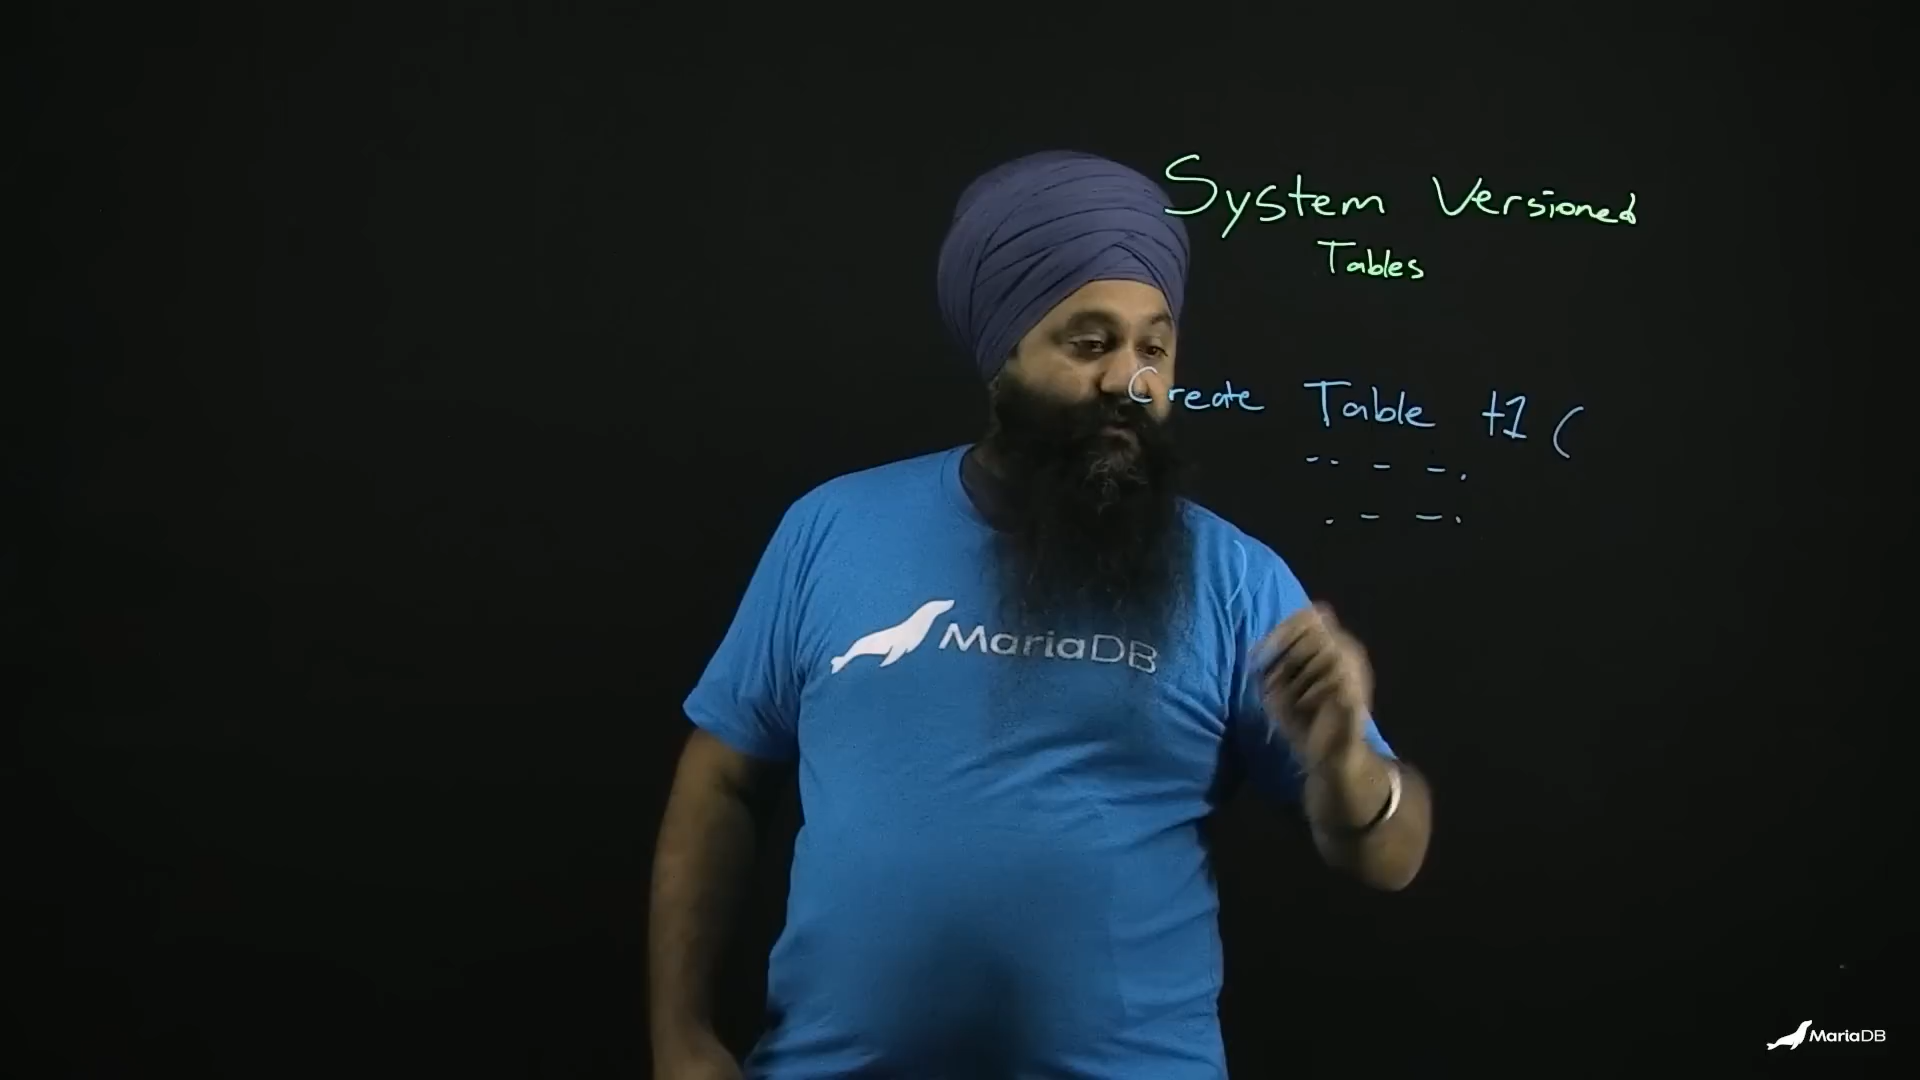 System Versioned
Tables
Create Table t1 (
-- - -.
. - -.
)
MariaDB
MariaDB